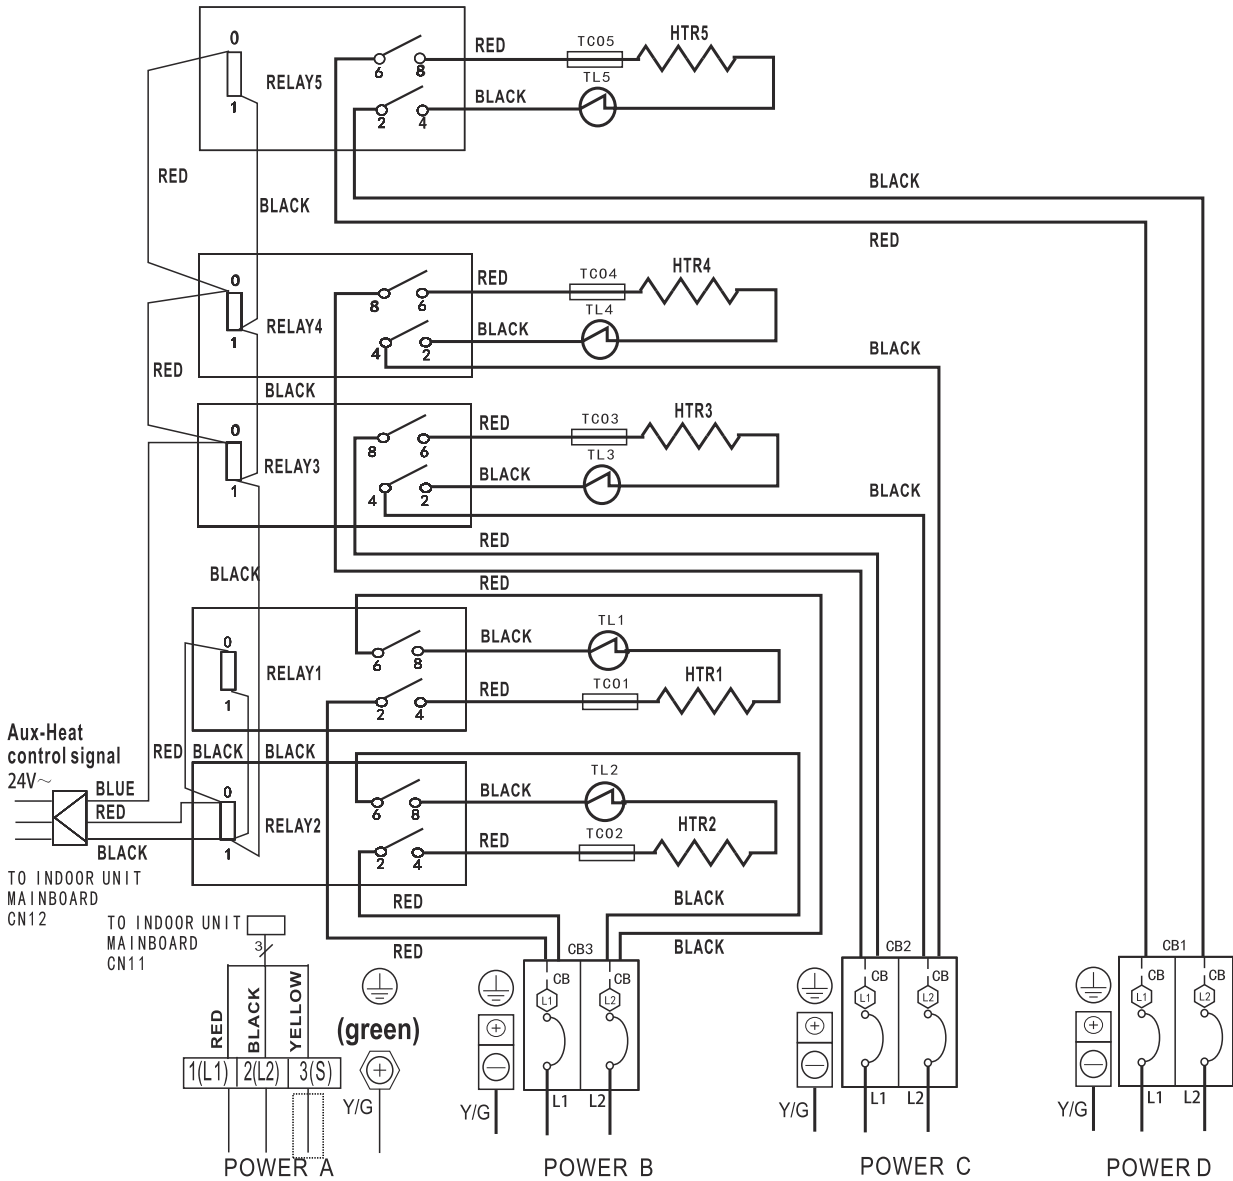 0
RELAY5
1
6
8
2
4
RED
TCO5
HTR5
TL5
BLACK
RED
BLACK
BLACK
RED
0
RELAY4
1
8
6
4
2
RED
TCO4
HTR4
TL4
BLACK
BLACK
RED
BLACK
0
RELAY3
1
8
6
4
2
RED
TCO3
HTR3
TL3
BLACK
BLACK
RED
BLACK
RED
0
RELAY1
1
6
8
2
4
BLACK
TL1
RED
TCO1
HTR1
RED
BLACK
BLACK
0
RELAY2
1
6
8
2
4
BLACK
TL2
RED
TCO2
HTR2
Aux-Heat
control signal
24V~
BLUE
RED
BLACK
TO INDOOR UNIT
MAINBOARD
CN12
TO INDOOR UNIT
MAINBOARD
CN11
3
RED
BLACK
YELLOW
1(L1)
2(L2)
3(S)
POWER A
(green)
Y/G
RED
RED
BLACK
BLACK
CB3
CB
CB
L1
L2
L1
L2
Y/G
POWER B
CB2
CB
CB
L1
L2
L1
L2
Y/G
POWER C
CB1
CB
CB
L1
L2
L1
L2
Y/G
POWER D